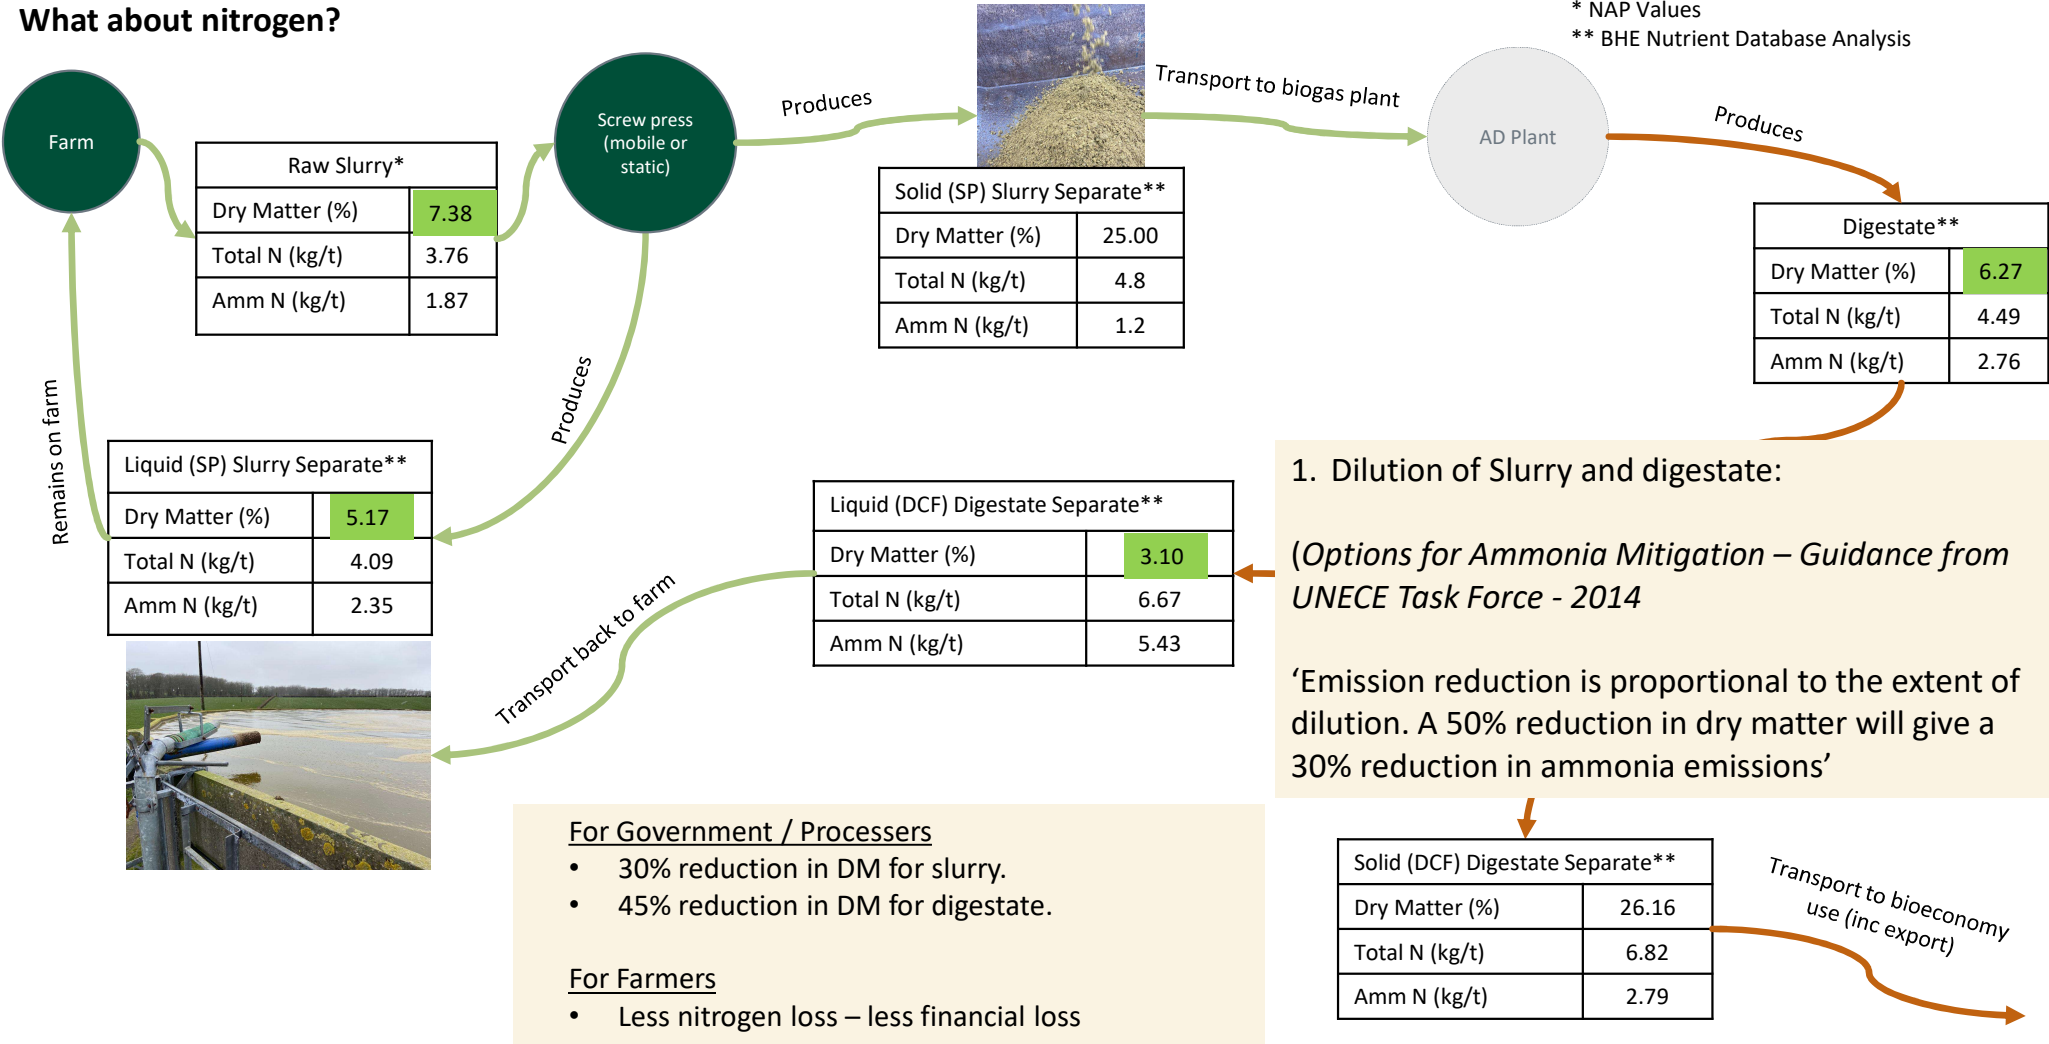 What about nitrogen?
* NAP Values
** BHE Nutrient Database Analysis
Farm
Raw Slurry*
Dry Matter (%) 7.38
Total N (kg/t) 3.76
Amm N (kg/t) 1.87
Screw press
(mobile or
static)
Produces
Solid (SP) Slurry Separate**
Dry Matter (%) 25.00
Total N (kg/t) 4.8
Amm N (kg/t) 1.2
Transport to biogas plant
AD Plant
Produces
Digestate**
Dry Matter (%) 6.27
Total N (kg/t) 4.49
Amm N (kg/t) 2.76
Remains on farm
Produces
Liquid (SP) Slurry Separate**
Dry Matter (%) 5.17
Total N (kg/t) 4.09
Amm N (kg/t) 2.35
Transport back to farm
Liquid (DCF) Digestate Separate**
Dry Matter (%) 3.10
Total N (kg/t) 6.67
Amm N (kg/t) 5.43
1. Dilution of Slurry and digestate:
(Options for Ammonia Mitigation – Guidance from
UNECE Task Force - 2014
‘Emission reduction is proportional to the extent of
dilution. A 50% reduction in dry matter will give a
30% reduction in ammonia emissions’
For Government / Processers
• 30% reduction in DM for slurry.
• 45% reduction in DM for digestate.
For Farmers
• Less nitrogen loss – less financial loss
Solid (DCF) Digestate Separate**
Dry Matter (%) 26.16
Total N (kg/t) 6.82
Amm N (kg/t) 2.79
Transport to bioeconomy
use (inc export)